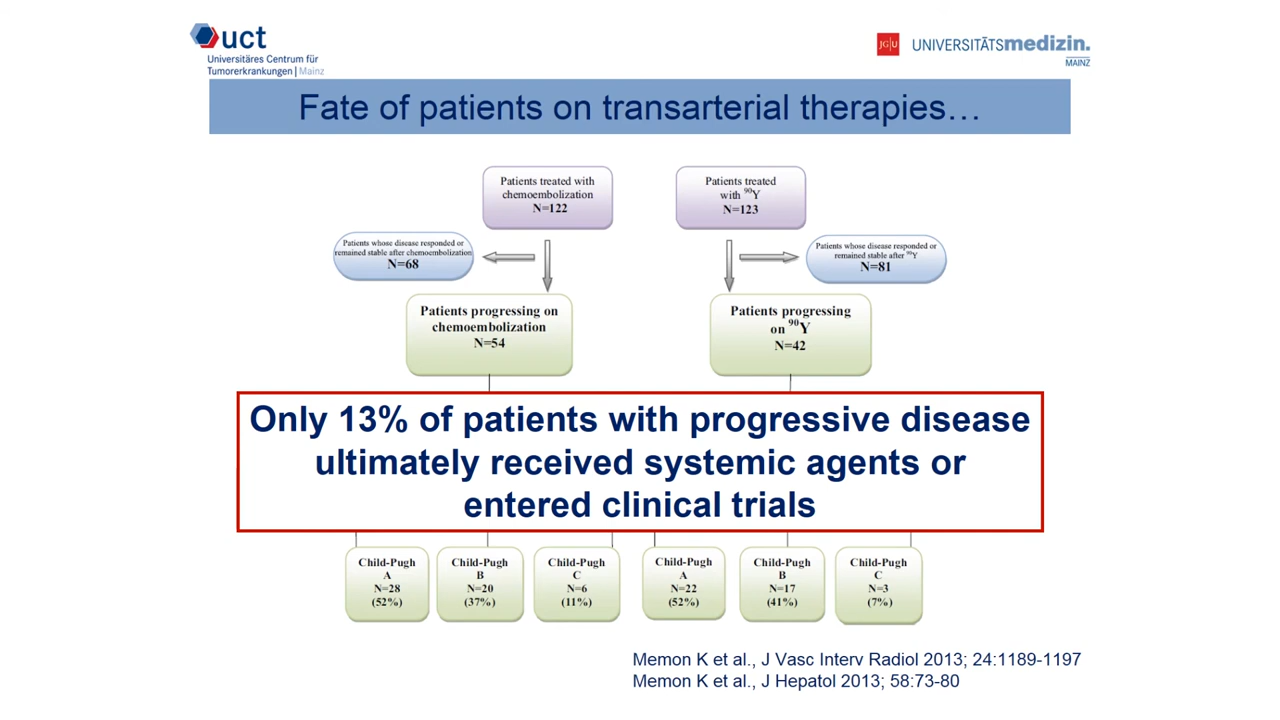 uct
Universitäres Centrum für
Tumorerkrankungen | Mainz
JG|U
UNIVERSITÄTSmedizin.
MAINZ
Fate of patients on transarterial therapies…
Patients treated with
chemoembolization
N=122
Patients treated
with ⁹⁰Y
N=123
Patients whose disease responded or
remained stable after chemoembolization
N=68
Patients whose disease responded or
remained stable after ⁹⁰Y
N=81
Patients progressing on
chemoembolization
N=54
Patients progressing
on ⁹⁰Y
N=42
Only 13% of patients with progressive disease
ultimately received systemic agents or
entered clinical trials
Child-Pugh
A
N=28
(52%)
Child-Pugh
B
N=20
(37%)
Child-Pugh
C
N=6
(11%)
Child-Pugh
A
N=22
(52%)
Child-Pugh
B
N=17
(41%)
Child-Pugh
C
N=3
(7%)
Memon K et al., J Vasc Interv Radiol 2013; 24:1189-1197
Memon K et al., J Hepatol 2013; 58:73-80